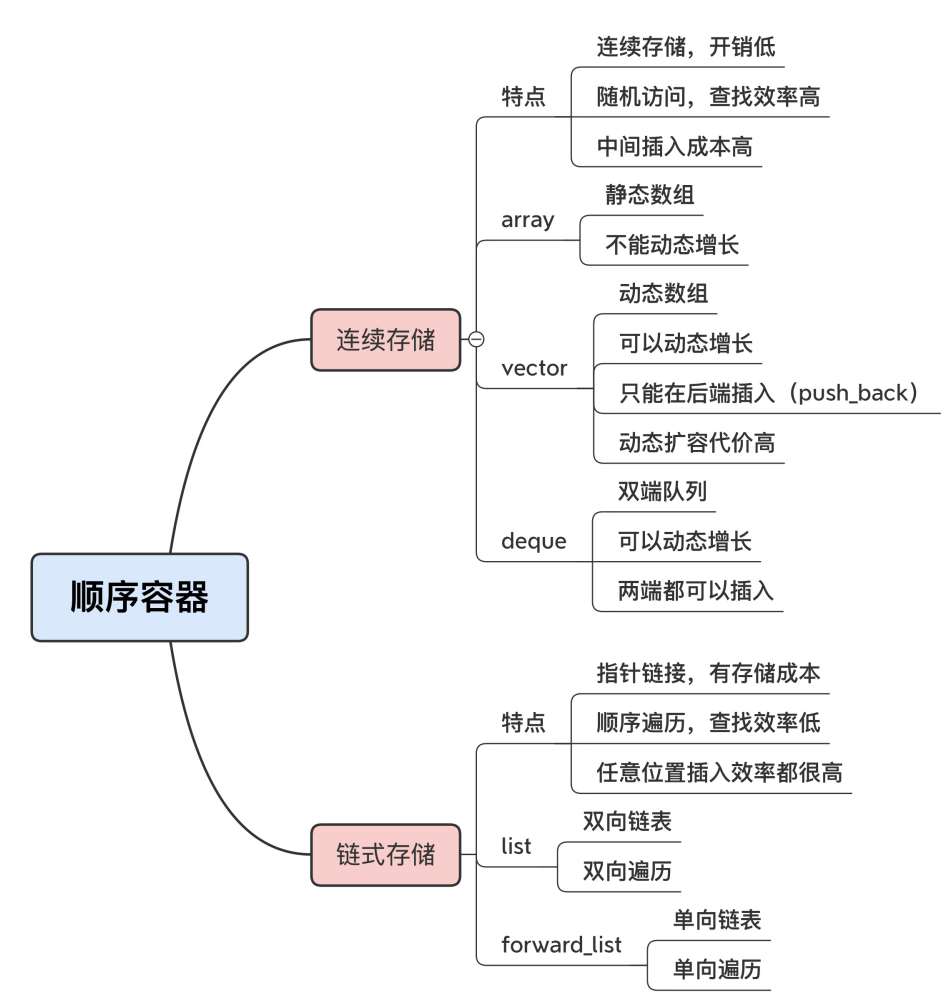 顺序容器
连续存储
特点
连续存储，开销低
随机访问，查找效率高
中间插入成本高
array
静态数组
不能动态增长
vector
动态数组
可以动态增长
只能在后端插入（push_back）
动态扩容代价高
deque
双端队列
可以动态增长
两端都可以插入
链式存储
特点
指针链接，有存储成本
顺序遍历，查找效率低
任意位置插入效率都很高
list
双向链表
双向遍历
forward_list
单向链表
单向遍历